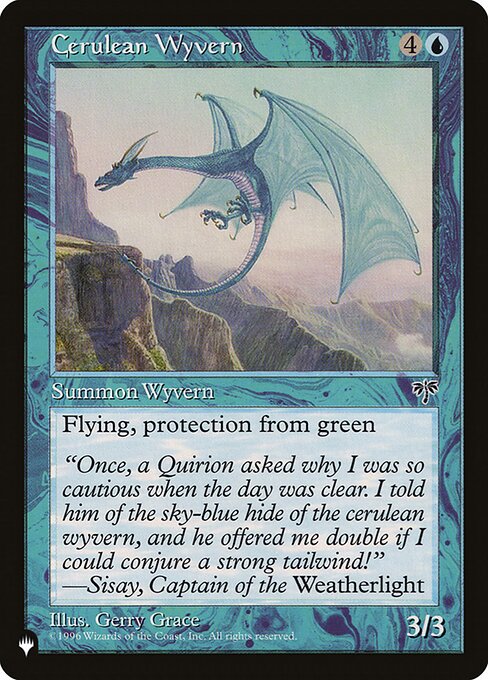 Cerulean Wyvern 4
Summon Wyvern
Flying, protection from green
“Once, a Quirion asked why I was so
cautious when the day was clear. I told
him of the sky-blue hide of the cerulean
wyvern, and he offered me double if I
could conjure a strong tailwind!”
—Sisay, Captain of the Weatherlight
Illus. Gerry Grace
©1996 Wizards of the Coast, Inc. All rights reserved.
3/3